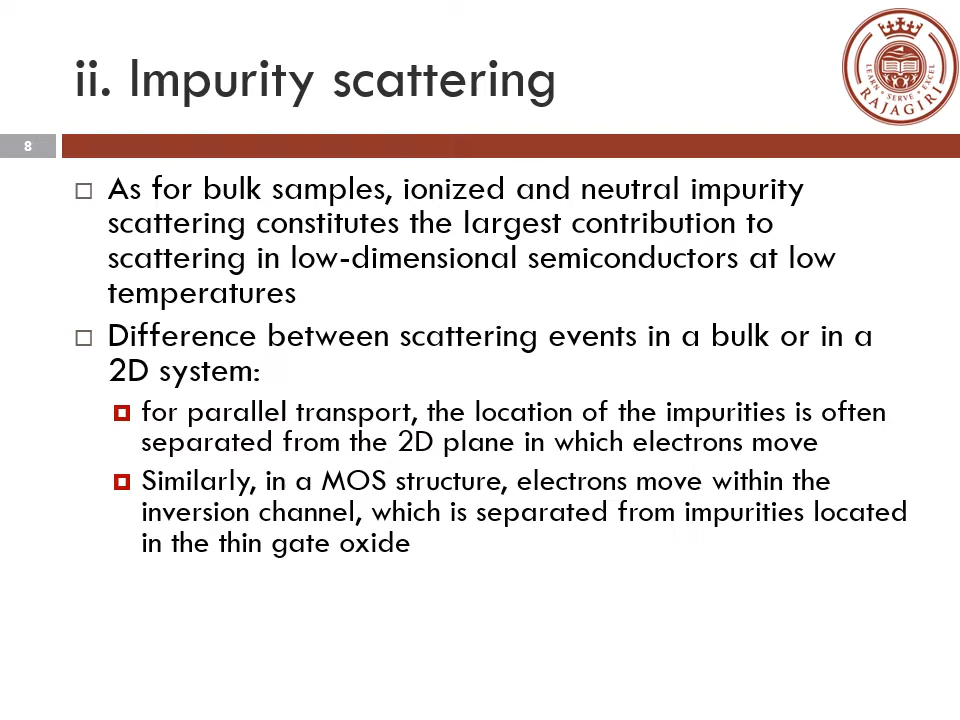 ii. Impurity scattering
LEARN • SERVE • EXCEL
RAJAGIRI
8
As for bulk samples, ionized and neutral impurity
scattering constitutes the largest contribution to
scattering in low-dimensional semiconductors at low
temperatures
Difference between scattering events in a bulk or in a
2D system:
for parallel transport, the location of the impurities is often
separated from the 2D plane in which electrons move
Similarly, in a MOS structure, electrons move within the
inversion channel, which is separated from impurities located
in the thin gate oxide